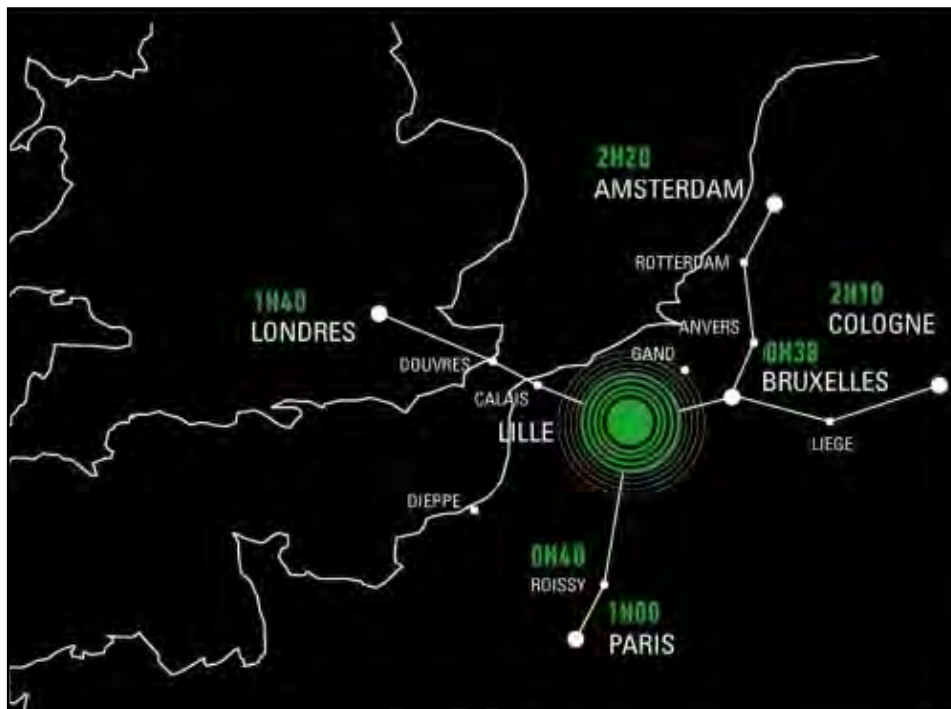 2H20
AMSTERDAM
ROTTERDAM
1H40
LONDRES
2H10
COLOGNE
ANVERS
DOUVRES
GAND
BRUXELLES
CALAIS
LILLE
LIEGE
DIEPPE
0H40
ROISSY
1H00
PARIS